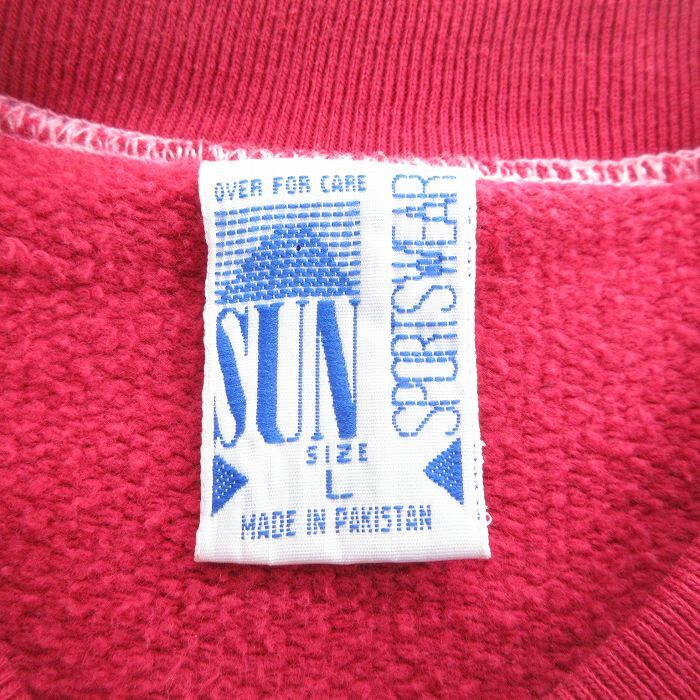 OVER FOR CARE
SUN
SPORTSWEAR
SIZE
L
MADE IN PAKISTAN